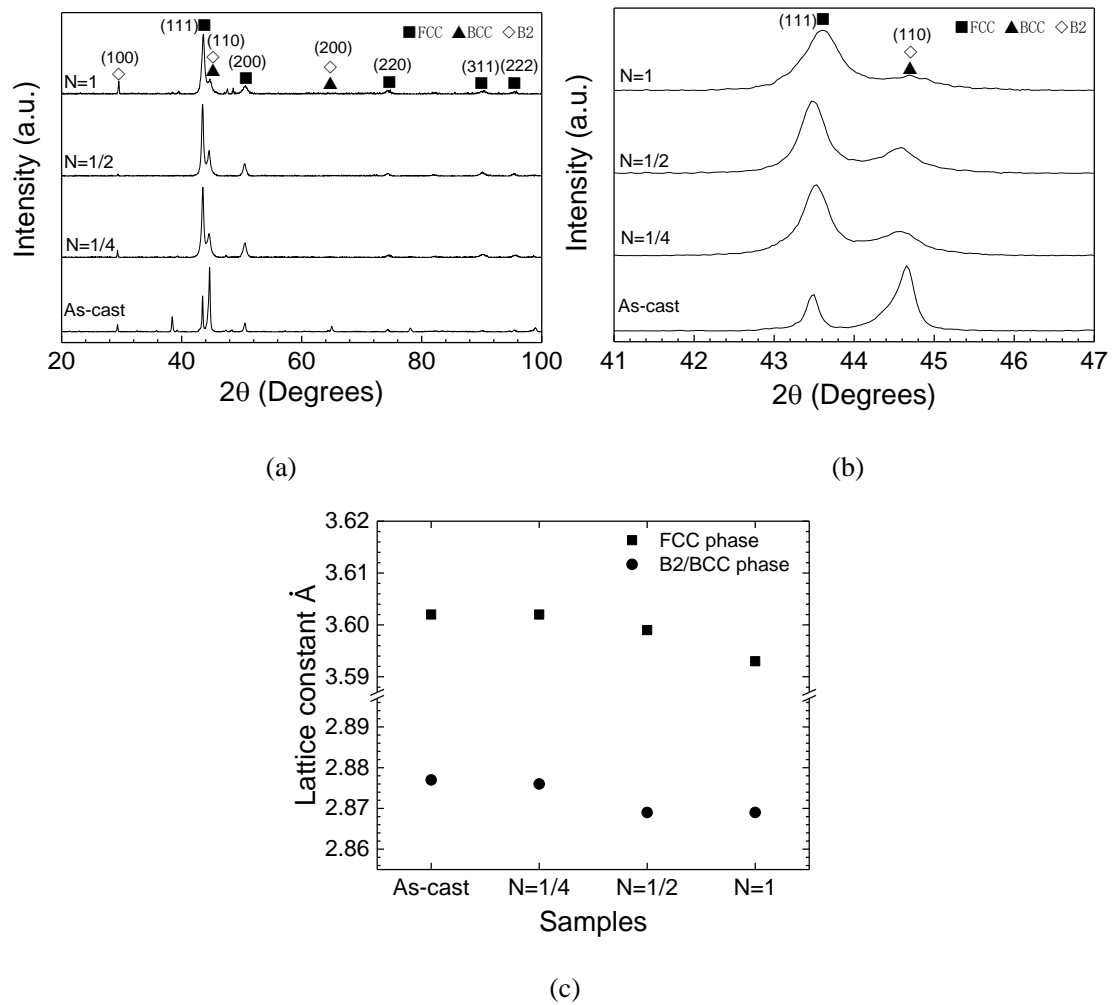 (111) ■FCC ▲BCC ◇B2
(110)
(100) (200) (200) (220) (311) (222)
N=1
N=1/2
N=1/4
As-cast
Intensity (a.u.)
20 40 60 80 100
2θ (Degrees)
(a)
(111) ■FCC ▲BCC ◇B2
(110)
N=1
N=1/2
N=1/4
As-cast
Intensity (a.u.)
41 42 43 44 45 46 47
2θ (Degrees)
(b)
3.62
3.61
3.60
3.59
2.89
2.88
2.87
2.86
Lattice constant Å
■ FCC phase
● B2/BCC phase
As-cast N=1/4 N=1/2 N=1
Samples
(c)